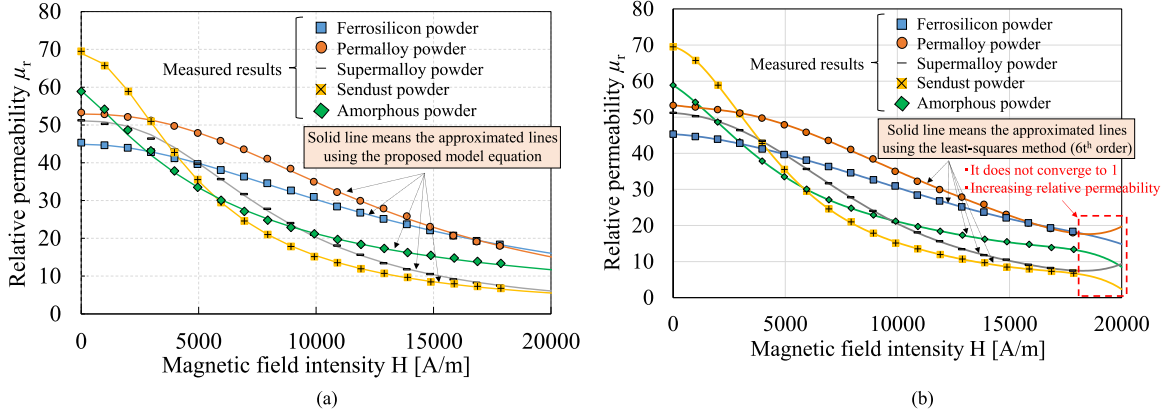 80
70
60
50
40
30
20
10
0
Relative permeability μr
Ferrosilicon powder
Permalloy powder
Measured results
Supermalloy powder
Sendust powder
Amorphous powder
Solid line means the approximated lines
using the proposed model equation
0 5000 10000 15000 20000
Magnetic field intensity H [A/m]
(a)
80
70
60
50
40
30
20
10
0
Relative permeability μr
Ferrosilicon powder
Permalloy powder
Measured results
Supermalloy powder
Sendust powder
Amorphous powder
Solid line means the approximated lines
using the least-squares method (6th order)
▪It does not converge to 1
▪Increasing relative permeability
0 5000 10000 15000 20000
Magnetic field intensity H [A/m]
(b)